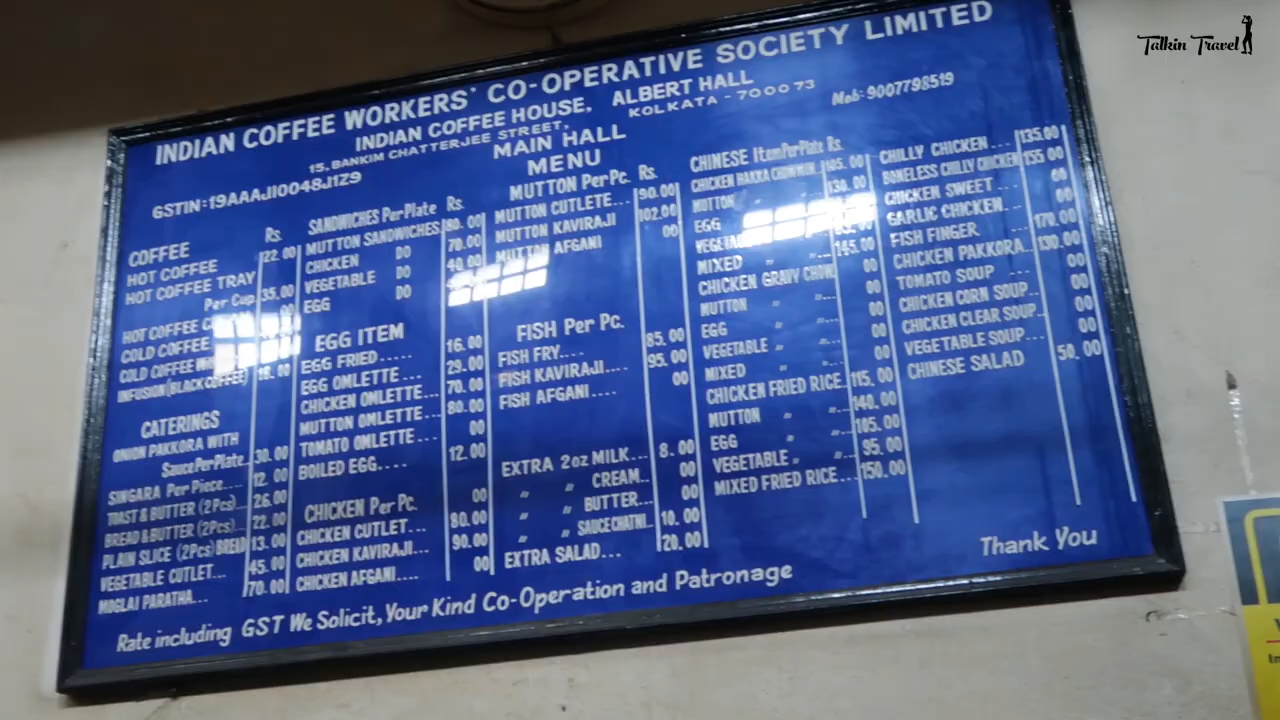 INDIAN COFFEE WORKERS' CO-OPERATIVE SOCIETY LIMITED
INDIAN COFFEE HOUSE, ALBERT HALL
15, BANKIM CHATTERJEE STREET, KOLKATA - 700073
GSTIN:19AAAJI0048J1Z9
Mob: 9007798519
MAIN HALL
MENU
COFFEE Rs.
HOT COFFEE 22.00
HOT COFFEE TRAY
Per Cup 35.00
HOT COFFEE
COLD COFFEE
COLD COFFEE
INFUSION (BLACK COFFEE) 18.00
CATERINGS
ONION PAKKORA WITH
Sauce Per Plate 30.00
SINGARA Per Piece.... 12.00
TOAST & BUTTER (2Pcs)... 26.00
BREAD & BUTTER (2Pcs)... 22.00
PLAIN SLICE (2Pcs) BREAD 13.00
VEGETABLE CUTLET... 45.00
MOGLAI PARATHA... 70.00
SANDWICHES Per Plate Rs.
MUTTON SANDWICHES 80.00
CHICKEN DO 70.00
VEGETABLE DO 40.00
EGG DO
EGG ITEM
EGG FRIED..... 16.00
EGG OMLETTE... 29.00
CHICKEN OMLETTE... 70.00
MUTTON OMLETTE... 80.00
TOMATO OMLETTE... 00
BOILED EGG.... 12.00
CHICKEN Per Pc. 00
CHICKEN CUTLET... 80.00
CHICKEN KAVIRAJI... 90.00
CHICKEN AFGANI.... 00
MUTTON Per Pc. Rs.
MUTTON CUTLETE... 90.00
MUTTON KAVIRAJI 102.00
MUTTON AFGANI 00
FISH Per Pc.
FISH FRY.... 85.00
FISH KAVIRAJI.... 95.00
FISH AFGANI.... 00
EXTRA 2oz MILK... 8.00
" " CREAM.. 00
" " BUTTER... 00
" " SAUCE CHATNI.. 10.00
EXTRA SALAD... 20.00
CHINESE Item Per Plate Rs.
CHICKEN HAKKA CHOWMIN
MUTTON " 130.00
EGG
MIXED " " 145.00
CHICKEN GRAVY CHOW 00
MUTTON " "... 00
EGG " "... 00
VEGETABLE " "... 00
MIXED " "... 00
CHICKEN FRIED RICE.. 115.00
MUTTON " "... 140.00
EGG " "... 105.00
VEGETABLE " "... 95.00
MIXED FRIED RICE... 150.00
CHILLY CHICKEN... 135.00
BONELESS CHILLY CHICKEN 155.00
CHICKEN SWEET ... 00
GARLIC CHICKEN... 00
FISH FINGER 170.00
CHICKEN PAKKORA.. 130.00
TOMATO SOUP ... 00
CHICKEN CORN SOUP.. 00
CHICKEN CLEAR SOUP.. 00
VEGETABLE SOUP... 00
CHINESE SALAD 50.00
Rate including GST We Solicit, Your Kind Co-Operation and Patronage
Thank You
Talkin Travel